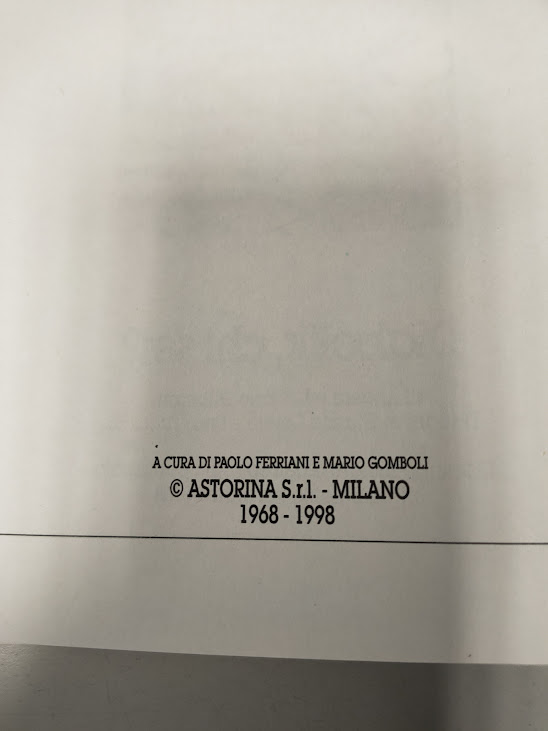 A CURA DI PAOLO FERRIANI E MARIO GOMBOLI
© ASTORINA S.r.l. - MILANO
1968 - 1998